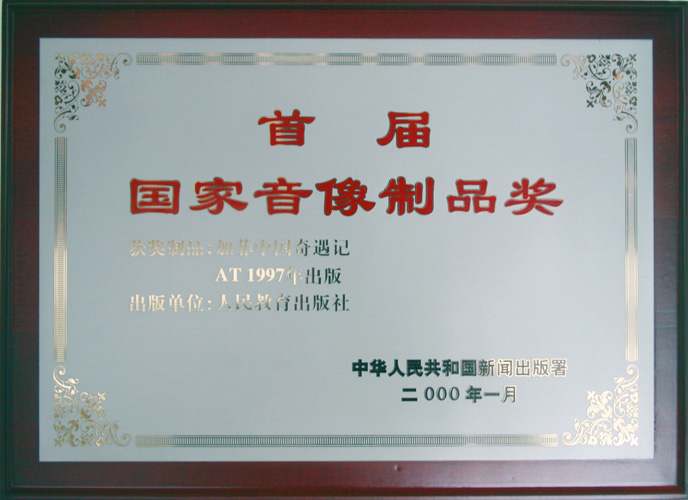 首 届
国家音像制品奖
获奖制品：加菲中国奇遇记
AT 1997年出版
出版单位：人民教育出版社
中华人民共和国新闻出版署
二000年一月